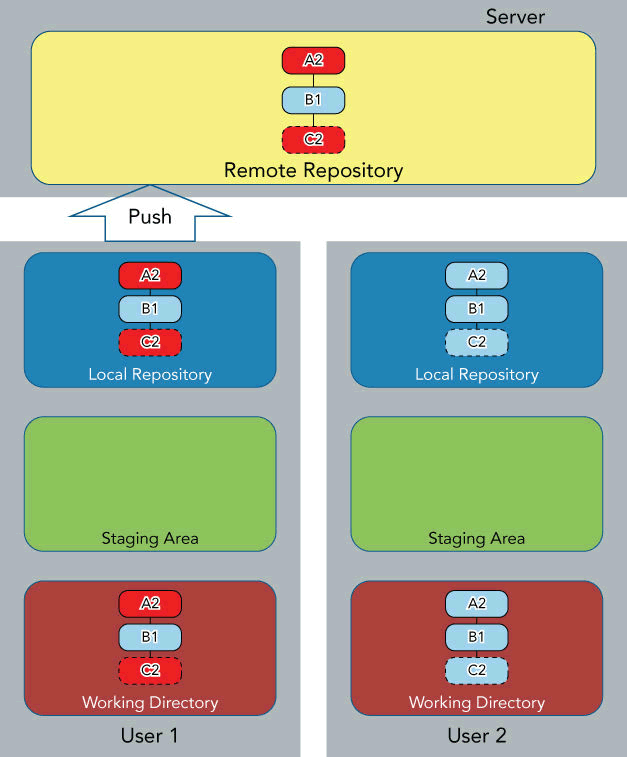 Server
A2
B1
C2
Remote Repository
Push
A2
B1
C2
Local Repository
Staging Area
A2
B1
C2
Working Directory
User 1
A2
B1
C2
Local Repository
Staging Area
A2
B1
C2
Working Directory
User 2